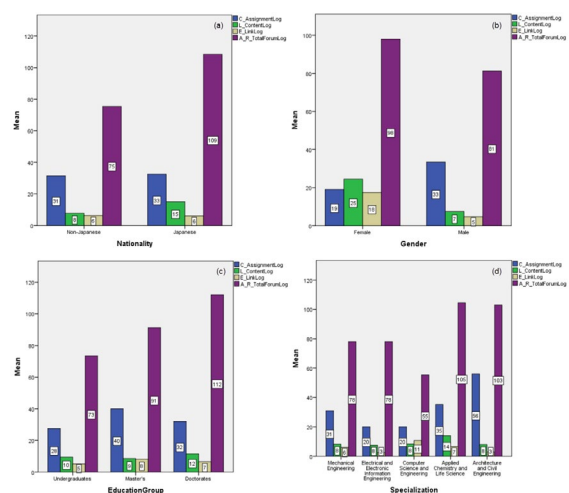 (a)
C_AssignmentLog
L_ContentLog
E_LinkLog
A_R_TotalForumLog
Mean
120
100
80
60
40
20
0
31
8
6
75
33
15
6
109
Non-Japanese
Japanese
Nationality
(b)
C_AssignmentLog
L_ContentLog
E_LinkLog
A_R_TotalForumLog
Mean
100
80
60
40
20
0
19
25
18
98
33
7
5
81
Female
Male
Gender
(c)
C_AssignmentLog
L_ContentLog
E_LinkLog
A_R_TotalForumLog
Mean
120
100
80
60
40
20
0
28
10
5
73
40
9
8
91
32
12
7
112
Undergraduates
Master's
Doctorates
EducationGroup
(d)
C_AssignmentLog
L_ContentLog
E_LinkLog
A_R_TotalForumLog
Mean
120
100
80
60
40
20
0
31
8
6
78
20
8
3
78
20
8
11
55
35
14
105
56
8
103
Mechanical
Engineering
Electrical and
Electronic
Information
Engineering
Computer
Science and
Engineering
Applied
Chemistry and
Life Science
Architecture
and Civil
Engineering
Specialization